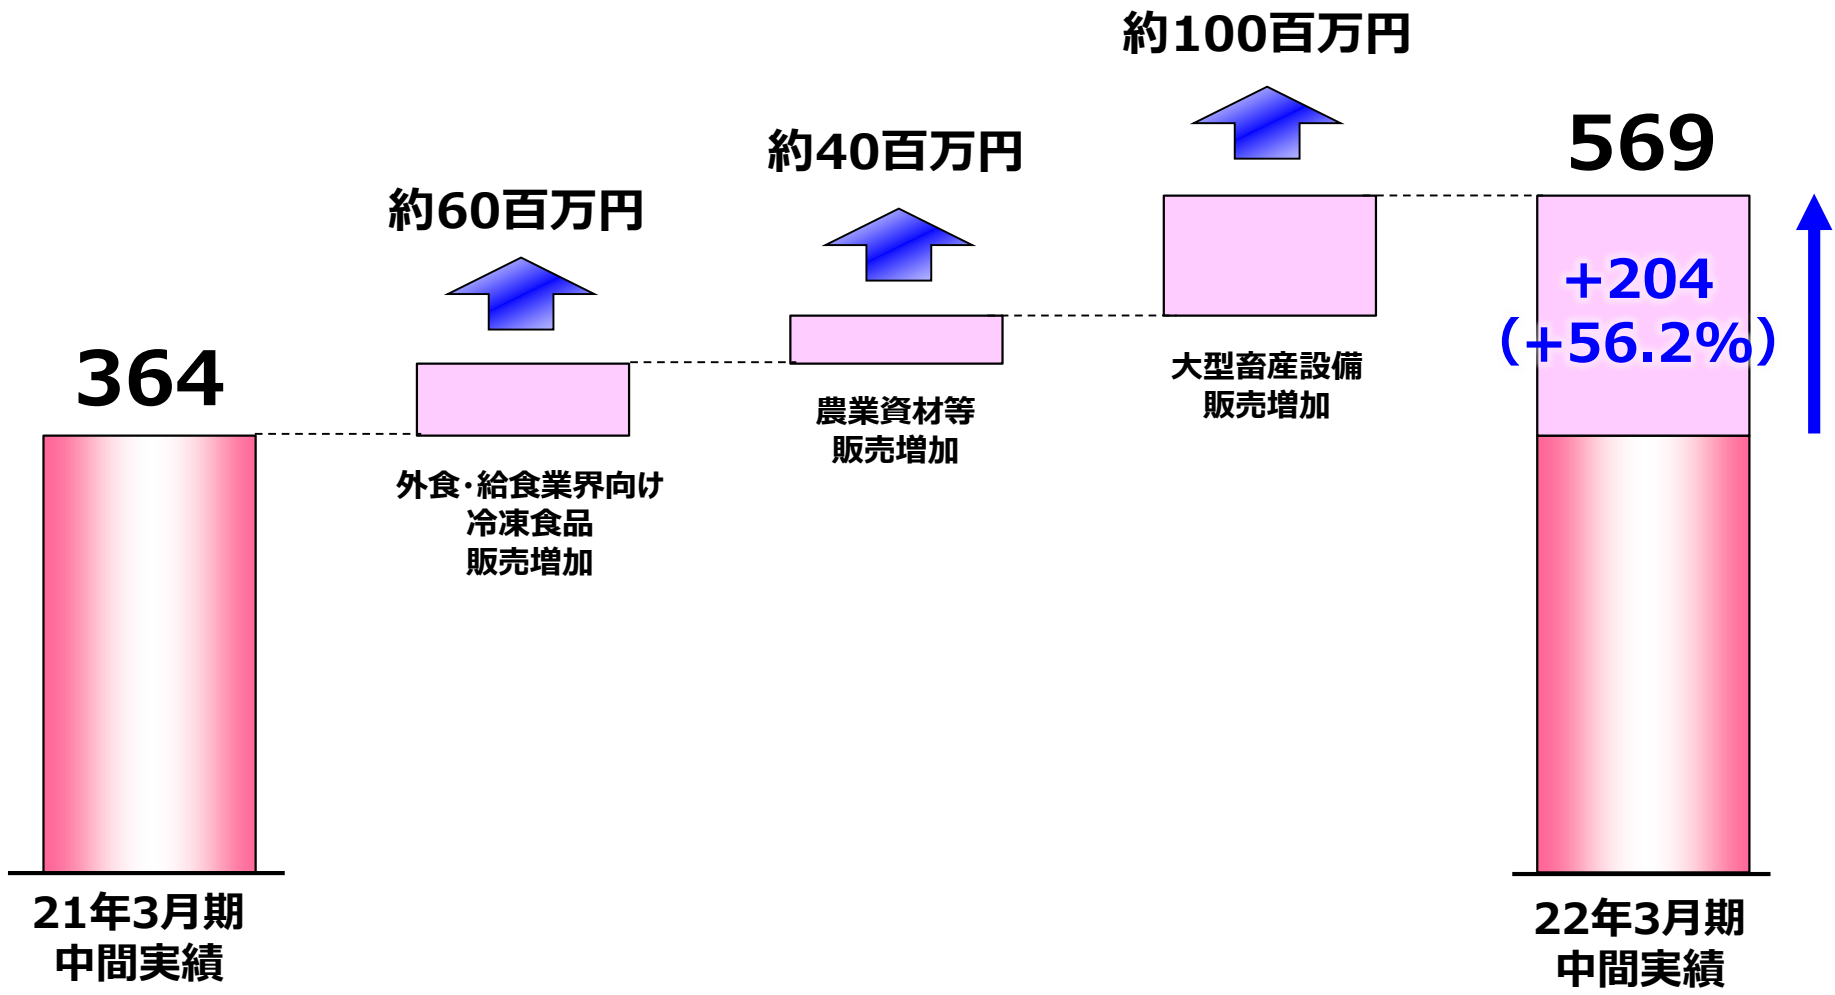 364
21年3月期
中間実績
約60百万円
外食･給食業界向け
冷凍食品
販売増加
約40百万円
農業資材等
販売増加
約100百万円
大型畜産設備
販売増加
569
+204
（+56.2%）
22年3月期
中間実績